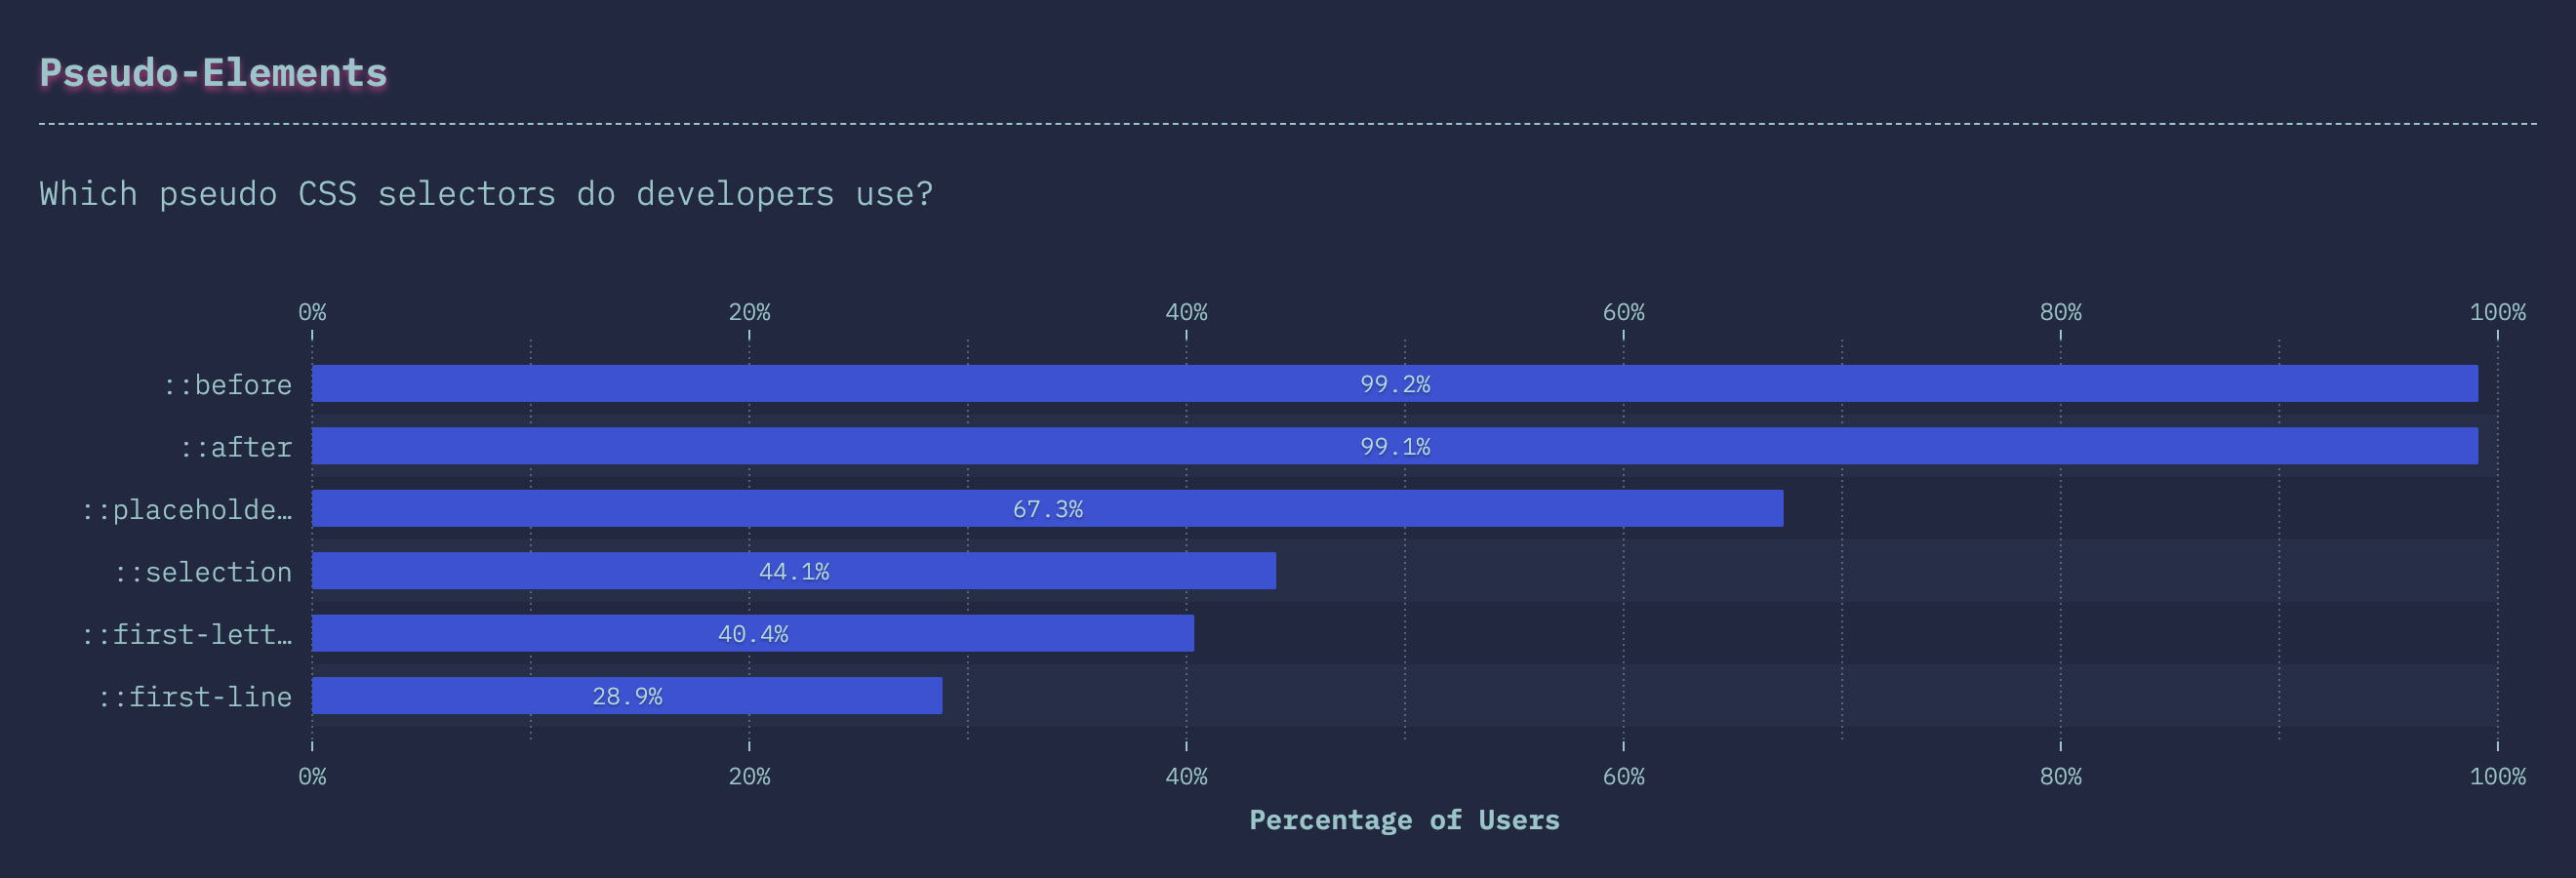 Pseudo-Elements
Which pseudo CSS selectors do developers use?
0% 20% 40% 60% 80% 100%
::before 99.2%
::after 99.1%
::placeholde… 67.3%
::selection 44.1%
::first-lett… 40.4%
::first-line 28.9%
0% 20% 40% 60% 80% 100%
Percentage of Users